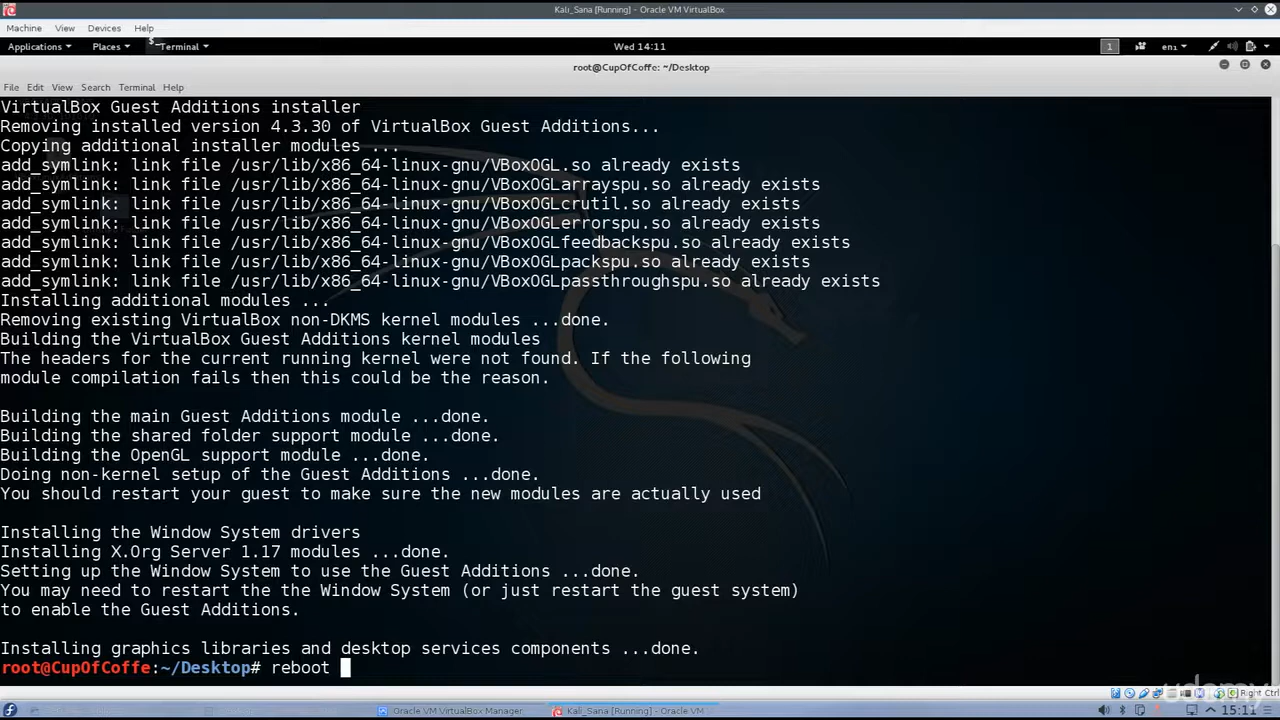 Kali_Sana [Running] - Oracle VM VirtualBox
Machine View Devices Help
Applications Places Terminal Wed 14:11 1 en1
root@CupOfCoffe: ~/Desktop
File Edit View Search Terminal Help
VirtualBox Guest Additions installer
Removing installed version 4.3.30 of VirtualBox Guest Additions...
Copying additional installer modules ...
add_symlink: link file /usr/lib/x86_64-linux-gnu/VBoxOGL.so already exists
add_symlink: link file /usr/lib/x86_64-linux-gnu/VBoxOGLarrayspu.so already exists
add_symlink: link file /usr/lib/x86_64-linux-gnu/VBoxOGLcrutil.so already exists
add_symlink: link file /usr/lib/x86_64-linux-gnu/VBoxOGLerrorspu.so already exists
add_symlink: link file /usr/lib/x86_64-linux-gnu/VBoxOGLfeedbackspu.so already exists
add_symlink: link file /usr/lib/x86_64-linux-gnu/VBoxOGLpackspu.so already exists
add_symlink: link file /usr/lib/x86_64-linux-gnu/VBoxOGLpassthroughspu.so already exists
Installing additional modules ...
Removing existing VirtualBox non-DKMS kernel modules ...done.
Building the VirtualBox Guest Additions kernel modules
The headers for the current running kernel were not found. If the following
module compilation fails then this could be the reason.
Building the main Guest Additions module ...done.
Building the shared folder support module ...done.
Building the OpenGL support module ...done.
Doing non-kernel setup of the Guest Additions ...done.
You should restart your guest to make sure the new modules are actually used
Installing the Window System drivers
Installing X.Org Server 1.17 modules ...done.
Setting up the Window System to use the Guest Additions ...done.
You may need to restart the the Window System (or just restart the guest system)
to enable the Guest Additions.
Installing graphics libraries and desktop services components ...done.
root@CupOfCoffe:~/Desktop# reboot
udemy
Right Ctrl
Oracle VM VirtualBox Manager Kali_Sana [Running] - Oracle VM 15:11